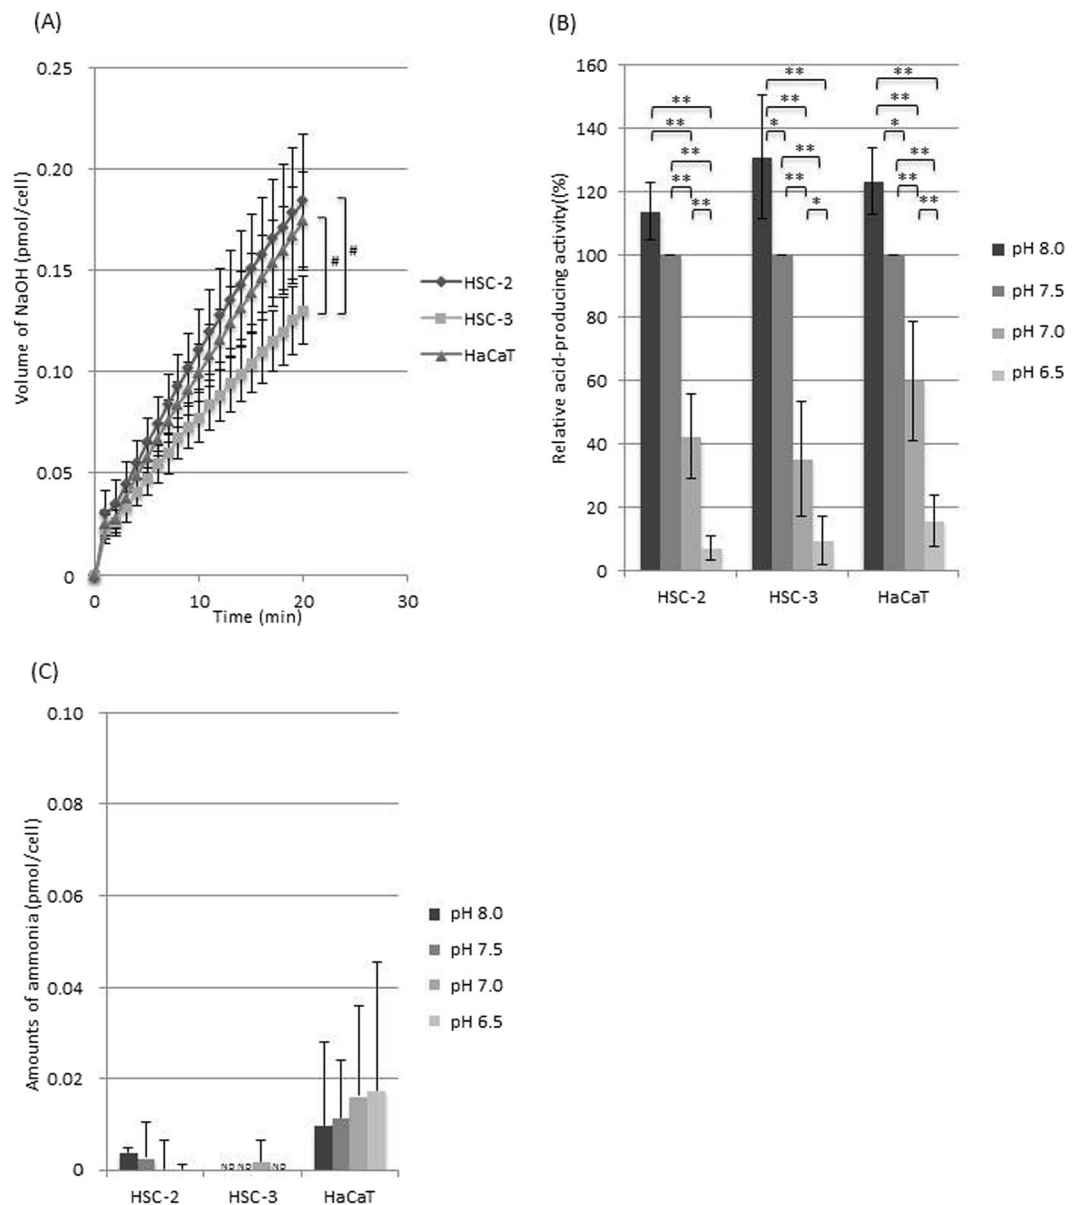 (A)
0.25
0.20
0.15
0.10
0.05
0
Volume of NaOH (pmol/cell)
0 10 20 30
Time (min)
# #
HSC-2
HSC-3
HaCaT
(B)
160
140
120
100
80
60
40
20
0
Relative acid-producing activity((%)
** ** ** ** **
** ** * ** ** *
** ** * ** ** **
HSC-2 HSC-3 HaCaT
pH 8.0
pH 7.5
pH 7.0
pH 6.5
(C)
0.10
0.08
0.06
0.04
0.02
0
Amounts of ammonia (pmol/cell)
ND ND ND
HSC-2 HSC-3 HaCaT
pH 8.0
pH 7.5
pH 7.0
pH 6.5